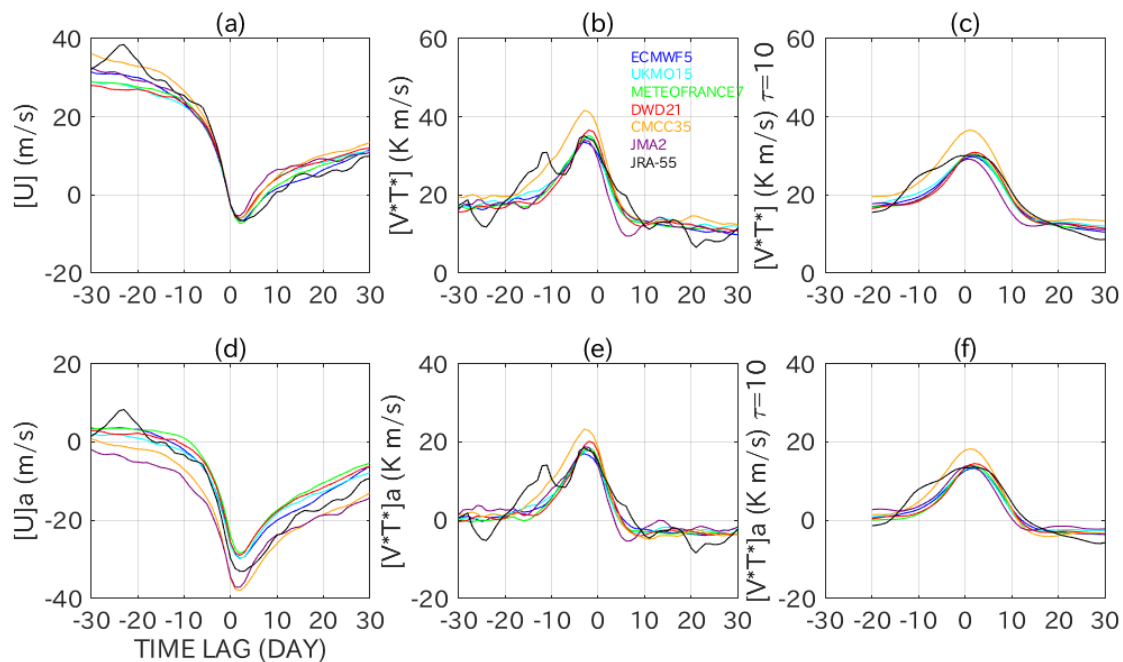 (a) (b) (c)
[U] (m/s)
40
20
0
-20
-30 -20 -10 0 10 20 30
[V*T*] (K m/s)
60
40
20
0
-30 -20 -10 0 10 20 30
ECMWF5
UKMO15
METEOFRANCE7
DWD21
CMCC35
JMA2
JRA-55
[V*T*] (K m/s) τ=10
60
40
20
0
-30 -20 -10 0 10 20 30
(d) (e) (f)
[U]a (m/s)
20
0
-20
-40
-30 -20 -10 0 10 20 30
TIME LAG (DAY)
[V*T*]a (K m/s)
40
20
0
-20
-30 -20 -10 0 10 20 30
[V*T*]a (K m/s) τ=10
40
20
0
-20
-30 -20 -10 0 10 20 30